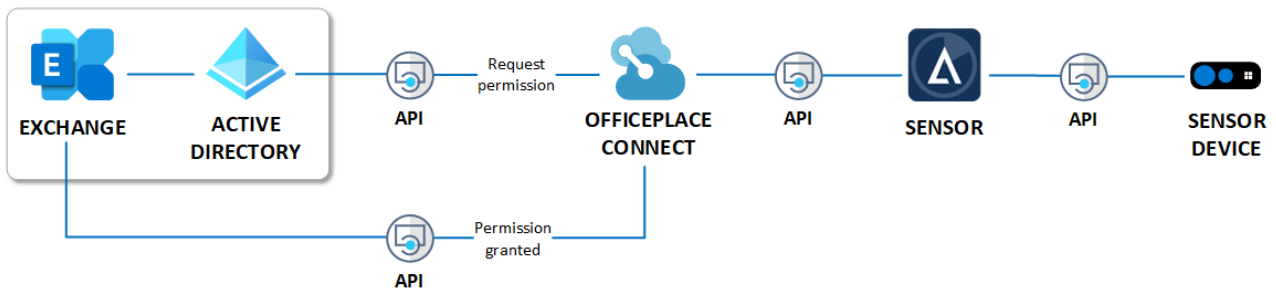 E
EXCHANGE
ACTIVE
DIRECTORY
API
Request
permission
OFFICEPLACE
CONNECT
API
SENSOR
API
SENSOR
DEVICE
API
Permission
granted